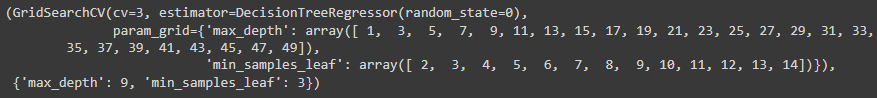 (GridSearchCV(cv=3, estimator=DecisionTreeRegressor(random_state=0),
param_grid={'max_depth': array([ 1, 3, 5, 7, 9, 11, 13, 15, 17, 19, 21, 23, 25, 27, 29, 31, 33,
35, 37, 39, 41, 43, 45, 47, 49]),
'min_samples_leaf': array([ 2, 3, 4, 5, 6, 7, 8, 9, 10, 11, 12, 13, 14])}),
{'max_depth': 9, 'min_samples_leaf': 3})